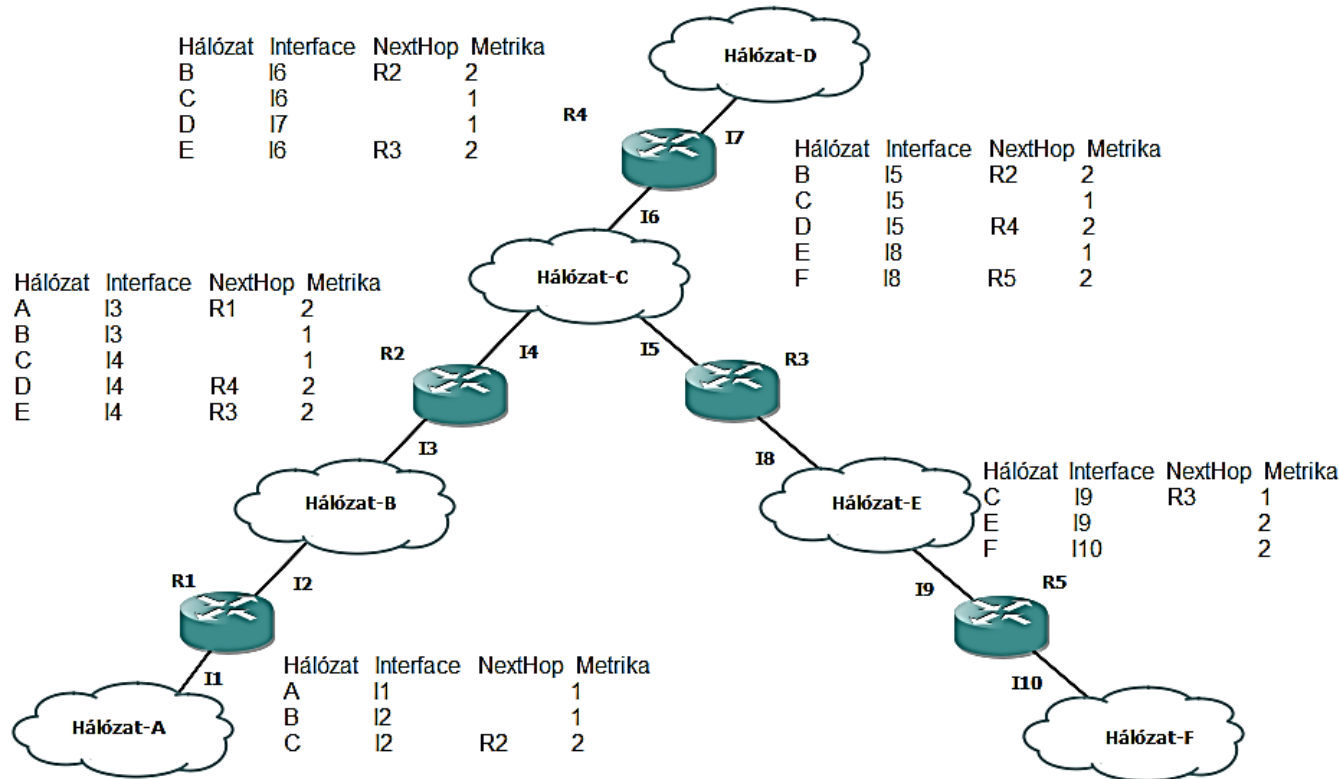 Hálózat Interface NextHop Metrika
B I6 R2 2
C I6 1
D I7 1
E I6 R3 2
Hálózat-D
R4
I7
I6
Hálózat Interface NextHop Metrika
B I5 R2 2
C I5 1
D I5 R4 2
E I8 1
F I8 R5 2
Hálózat-C
Hálózat Interface NextHop Metrika
A I3 R1 2
B I3 1
C I4 1
D I4 R4 2
E I4 R3 2
R2
I4
I5
R3
I3
I8
Hálózat-B
Hálózat-E
Hálózat Interface NextHop Metrika
C I9 R3 1
E I9 2
F I10 2
R1
I2
I9
R5
I1
I10
Hálózat Interface NextHop Metrika
A I1 1
B I2 1
C I2 R2 2
Hálózat-A
Hálózat-F